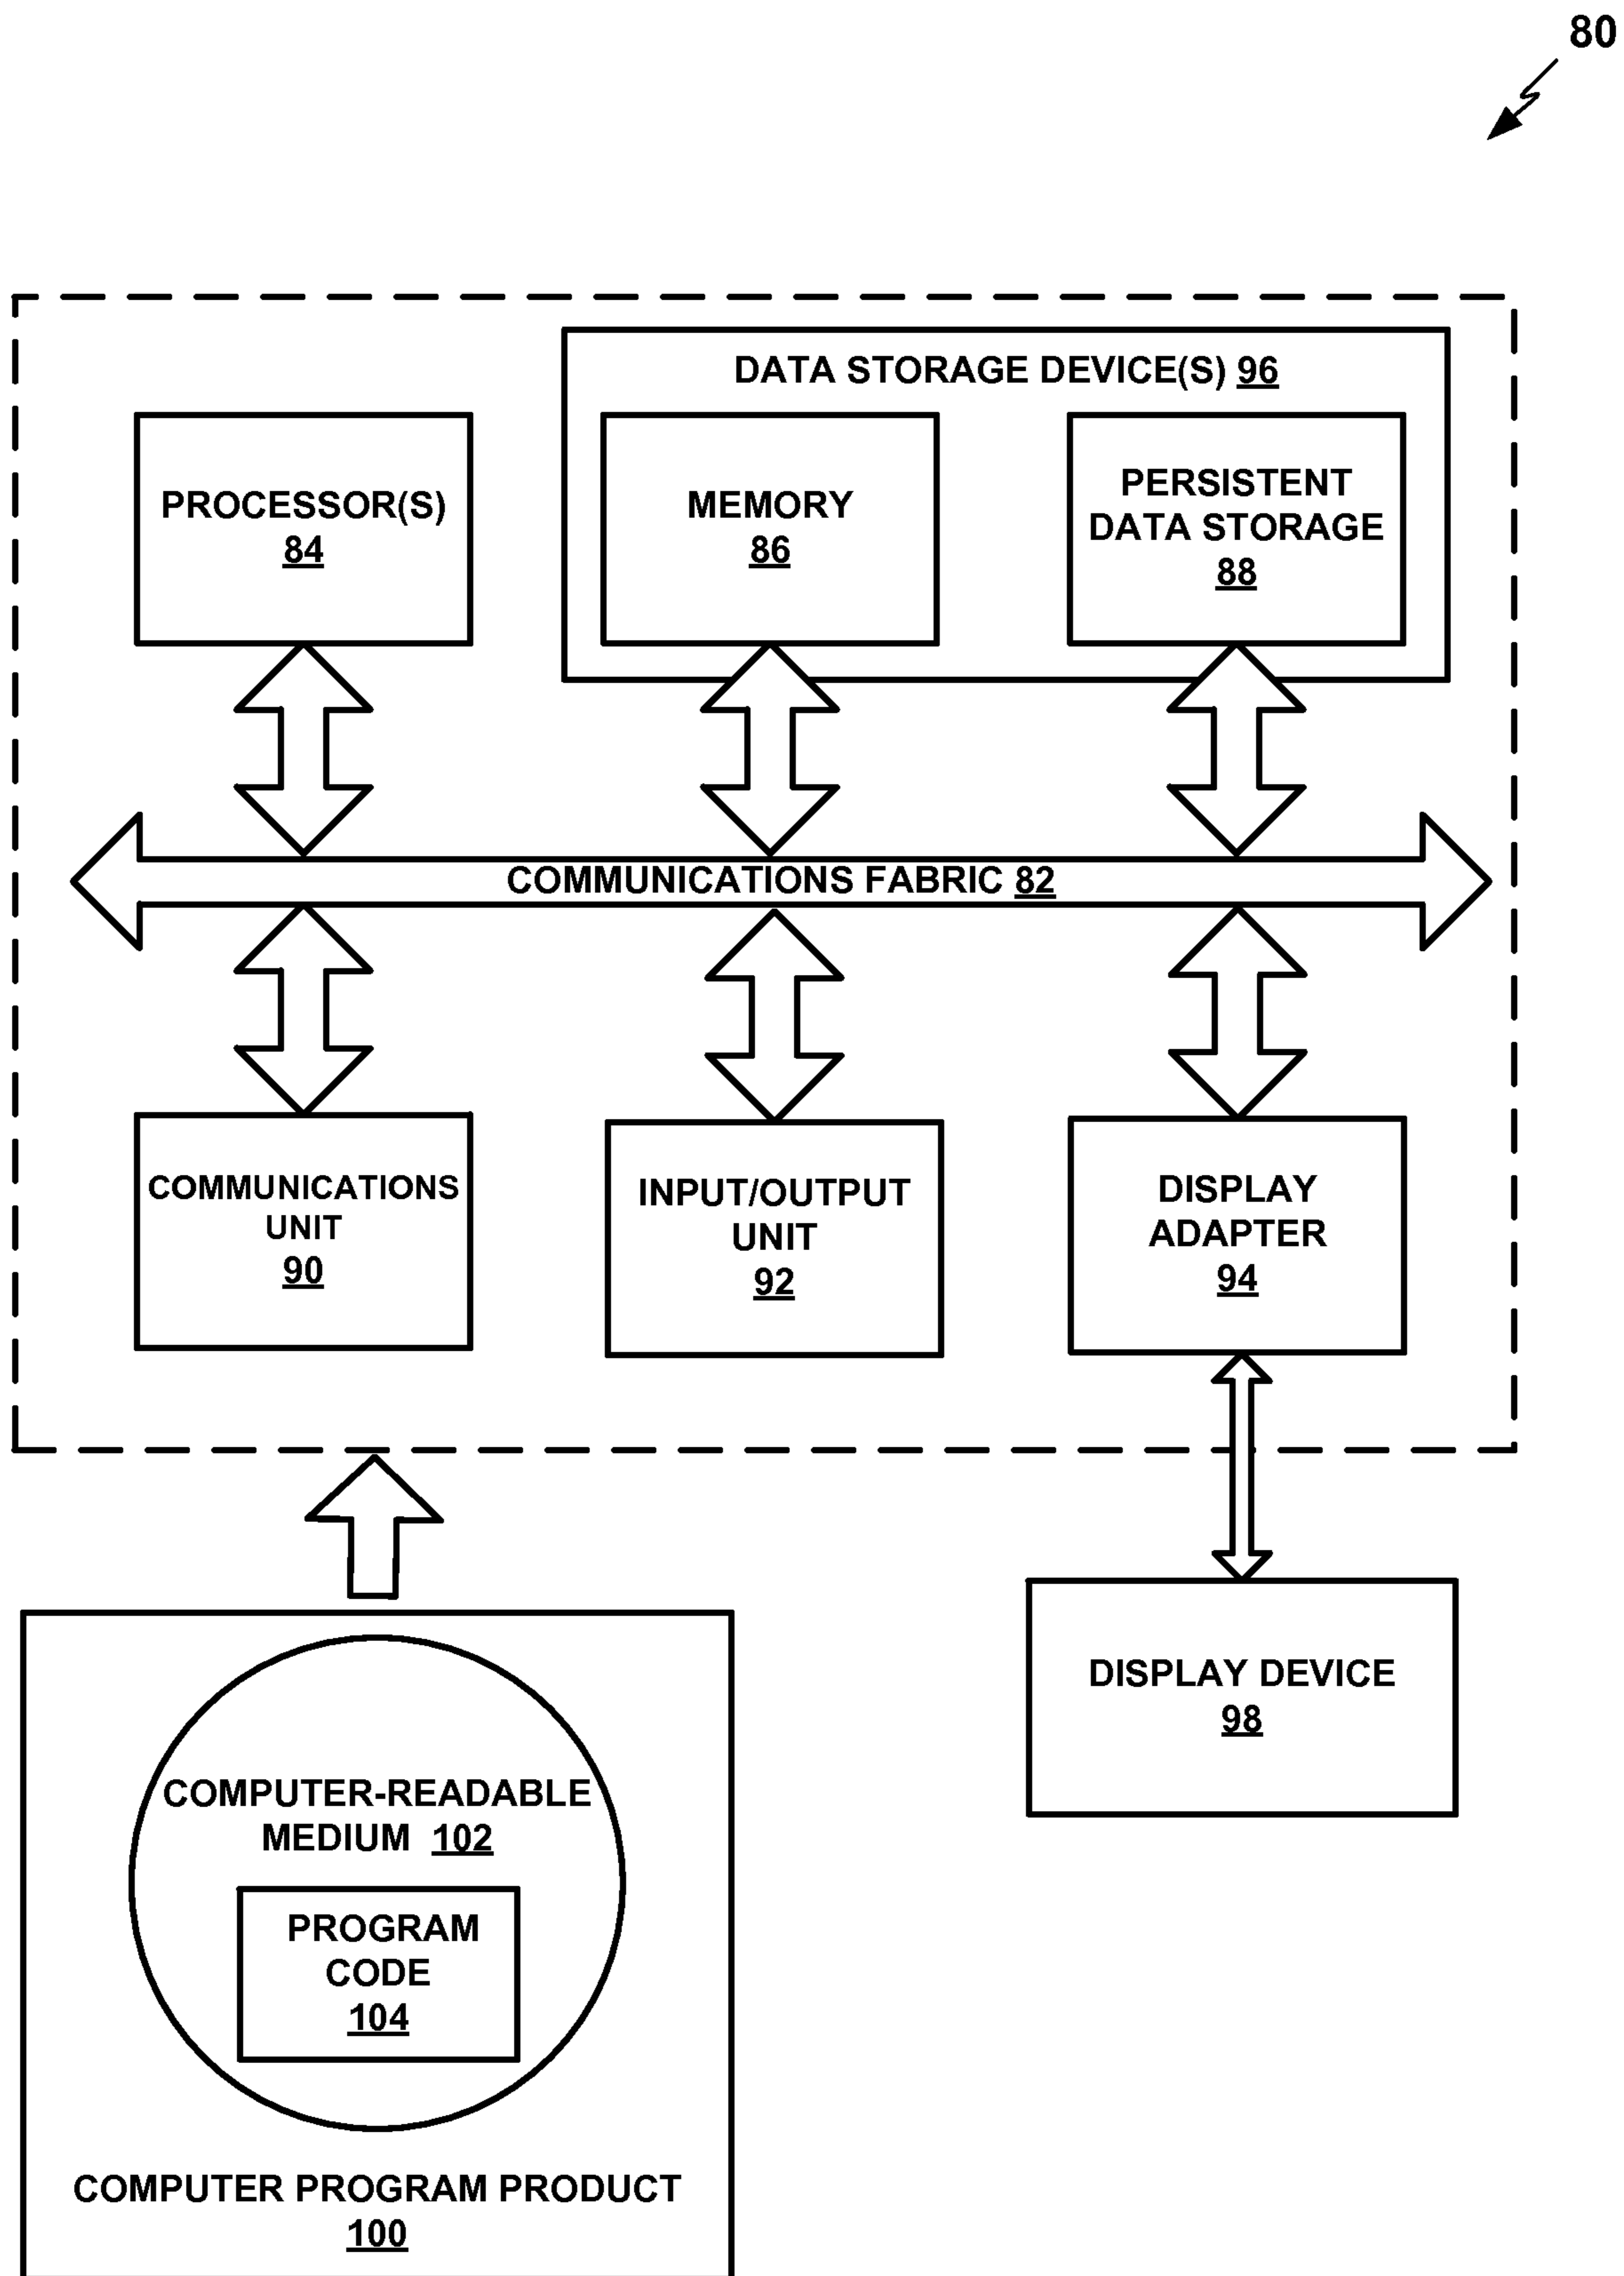 80
DATA STORAGE DEVICE(S) 96
PROCESSOR(S)
84
MEMORY
86
PERSISTENT
DATA STORAGE
88
COMMUNICATIONS FABRIC 82
COMMUNICATIONS
UNIT
90
INPUT/OUTPUT
UNIT
92
DISPLAY
ADAPTER
94
DISPLAY DEVICE
98
COMPUTER-READABLE
MEDIUM 102
PROGRAM
CODE
104
COMPUTER PROGRAM PRODUCT
100